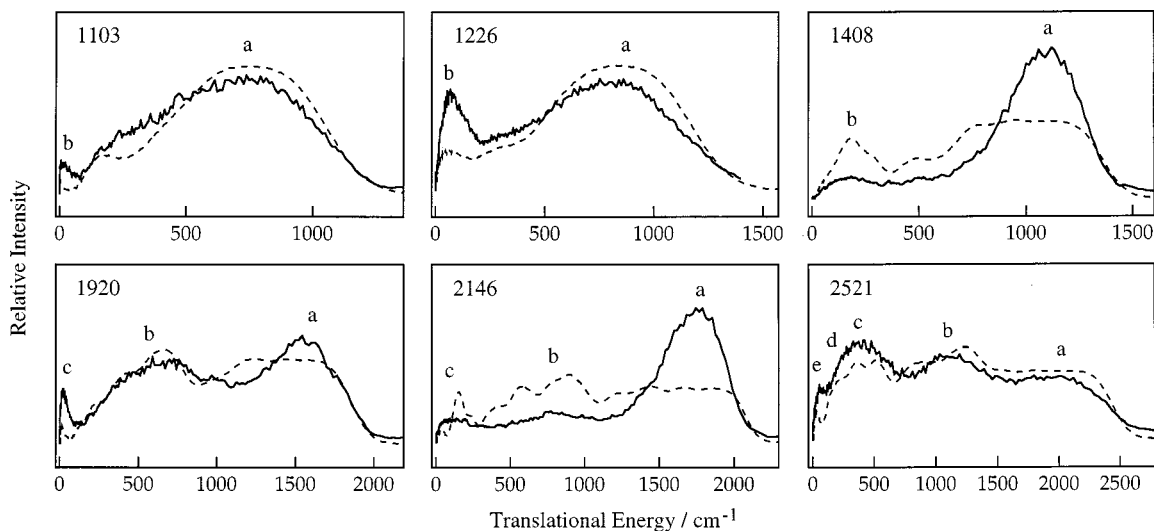 1103
a
b
0 500 1000
1226
b
a
0 500 1000 1500
1408
a
b
0 500 1000 1500
1920
a
b
c
0 500 1000 1500 2000
2146
a
b
c
0 500 1000 1500 2000
2521
c
d
e
b
a
0 500 1000 1500 2000 2500
Relative Intensity
Translational Energy / cm⁻¹